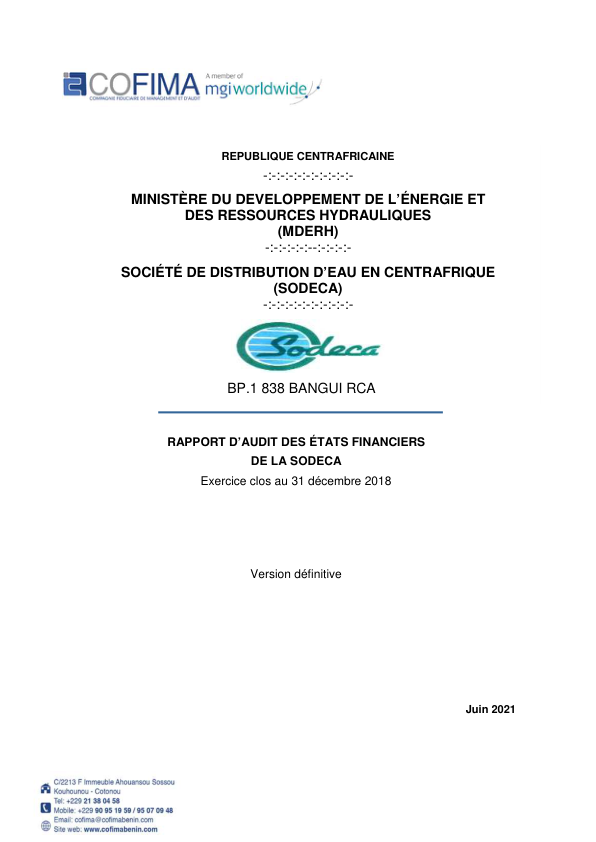 COFIMA
COMPAGNIE FIDUCIAIRE DE MANAGEMENT ET D'AUDIT
A member of
mgiworldwide
REPUBLIQUE CENTRAFRICAINE
-:-:-:-:-:-:-:-:-:-:-
MINISTÈRE DU DEVELOPPEMENT DE L'ÉNERGIE ET
DES RESSOURCES HYDRAULIQUES
(MDERH)
-:-:-:-:-:--:-:-:-:-
SOCIÉTÉ DE DISTRIBUTION D'EAU EN CENTRAFRIQUE
(SODECA)
-:-:-:-:-:-:-:-:-:-:-
Sodeca
BP.1 838 BANGUI RCA
RAPPORT D'AUDIT DES ÉTATS FINANCIERS
DE LA SODECA
Exercice clos au 31 décembre 2018
Version définitive
Juin 2021
C/2213 F Immeuble Ahouansou Sossou
Kouhounou - Cotonou
Tel: +229 21 38 04 58
Mobile: +229 90 95 19 59 / 95 07 09 48
Email: cofima@cofimabenin.com
Site web: www.cofimabenin.com